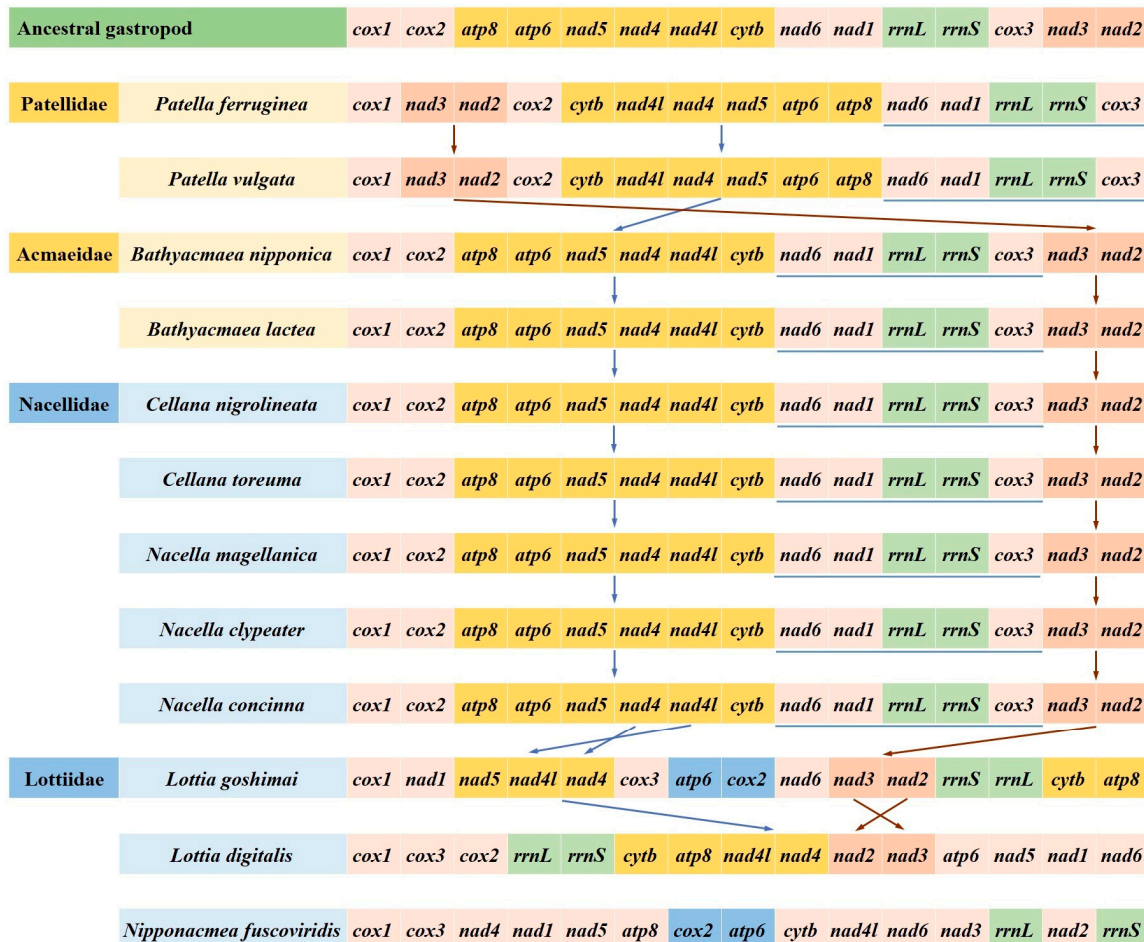 Ancestral gastropod cox1 cox2 atp8 atp6 nad5 nad4 nad4l cytb nad6 nad1 rrnL rrnS cox3 nad3 nad2
Patellidae Patella ferruginea cox1 nad3 nad2 cox2 cytb nad4l nad4 nad5 atp6 atp8 nad6 nad1 rrnL rrnS cox3
Patella vulgata cox1 nad3 nad2 cox2 cytb nad4l nad4 nad5 atp6 atp8 nad6 nad1 rrnL rrnS cox3
Acmaeidae Bathyacmaea nipponica cox1 cox2 atp8 atp6 nad5 nad4 nad4l cytb nad6 nad1 rrnL rrnS cox3 nad3 nad2
Bathyacmaea lactea cox1 cox2 atp8 atp6 nad5 nad4 nad4l cytb nad6 nad1 rrnL rrnS cox3 nad3 nad2
Nacellidae Cellana nigrolineata cox1 cox2 atp8 atp6 nad5 nad4 nad4l cytb nad6 nad1 rrnL rrnS cox3 nad3 nad2
Cellana toreuma cox1 cox2 atp8 atp6 nad5 nad4 nad4l cytb nad6 nad1 rrnL rrnS cox3 nad3 nad2
Nacella magellanica cox1 cox2 atp8 atp6 nad5 nad4 nad4l cytb nad6 nad1 rrnL rrnS cox3 nad3 nad2
Nacella clypeater cox1 cox2 atp8 atp6 nad5 nad4 nad4l cytb nad6 nad1 rrnL rrnS cox3 nad3 nad2
Nacella concinna cox1 cox2 atp8 atp6 nad5 nad4 nad4l cytb nad6 nad1 rrnL rrnS cox3 nad3 nad2
Lottiidae Lottia goshimai cox1 nad1 nad5 nad4l nad4 cox3 atp6 cox2 nad6 nad3 nad2 rrnS rrnL cytb atp8
Lottia digitalis cox1 cox3 cox2 rrnL rrnS cytb atp8 nad4l nad4 nad2 nad3 atp6 nad5 nad1 nad6
Nipponacmea fuscoviridis cox1 cox3 nad4 nad1 nad5 atp8 cox2 atp6 cytb nad4l nad6 nad3 rrnL nad2 rrnS